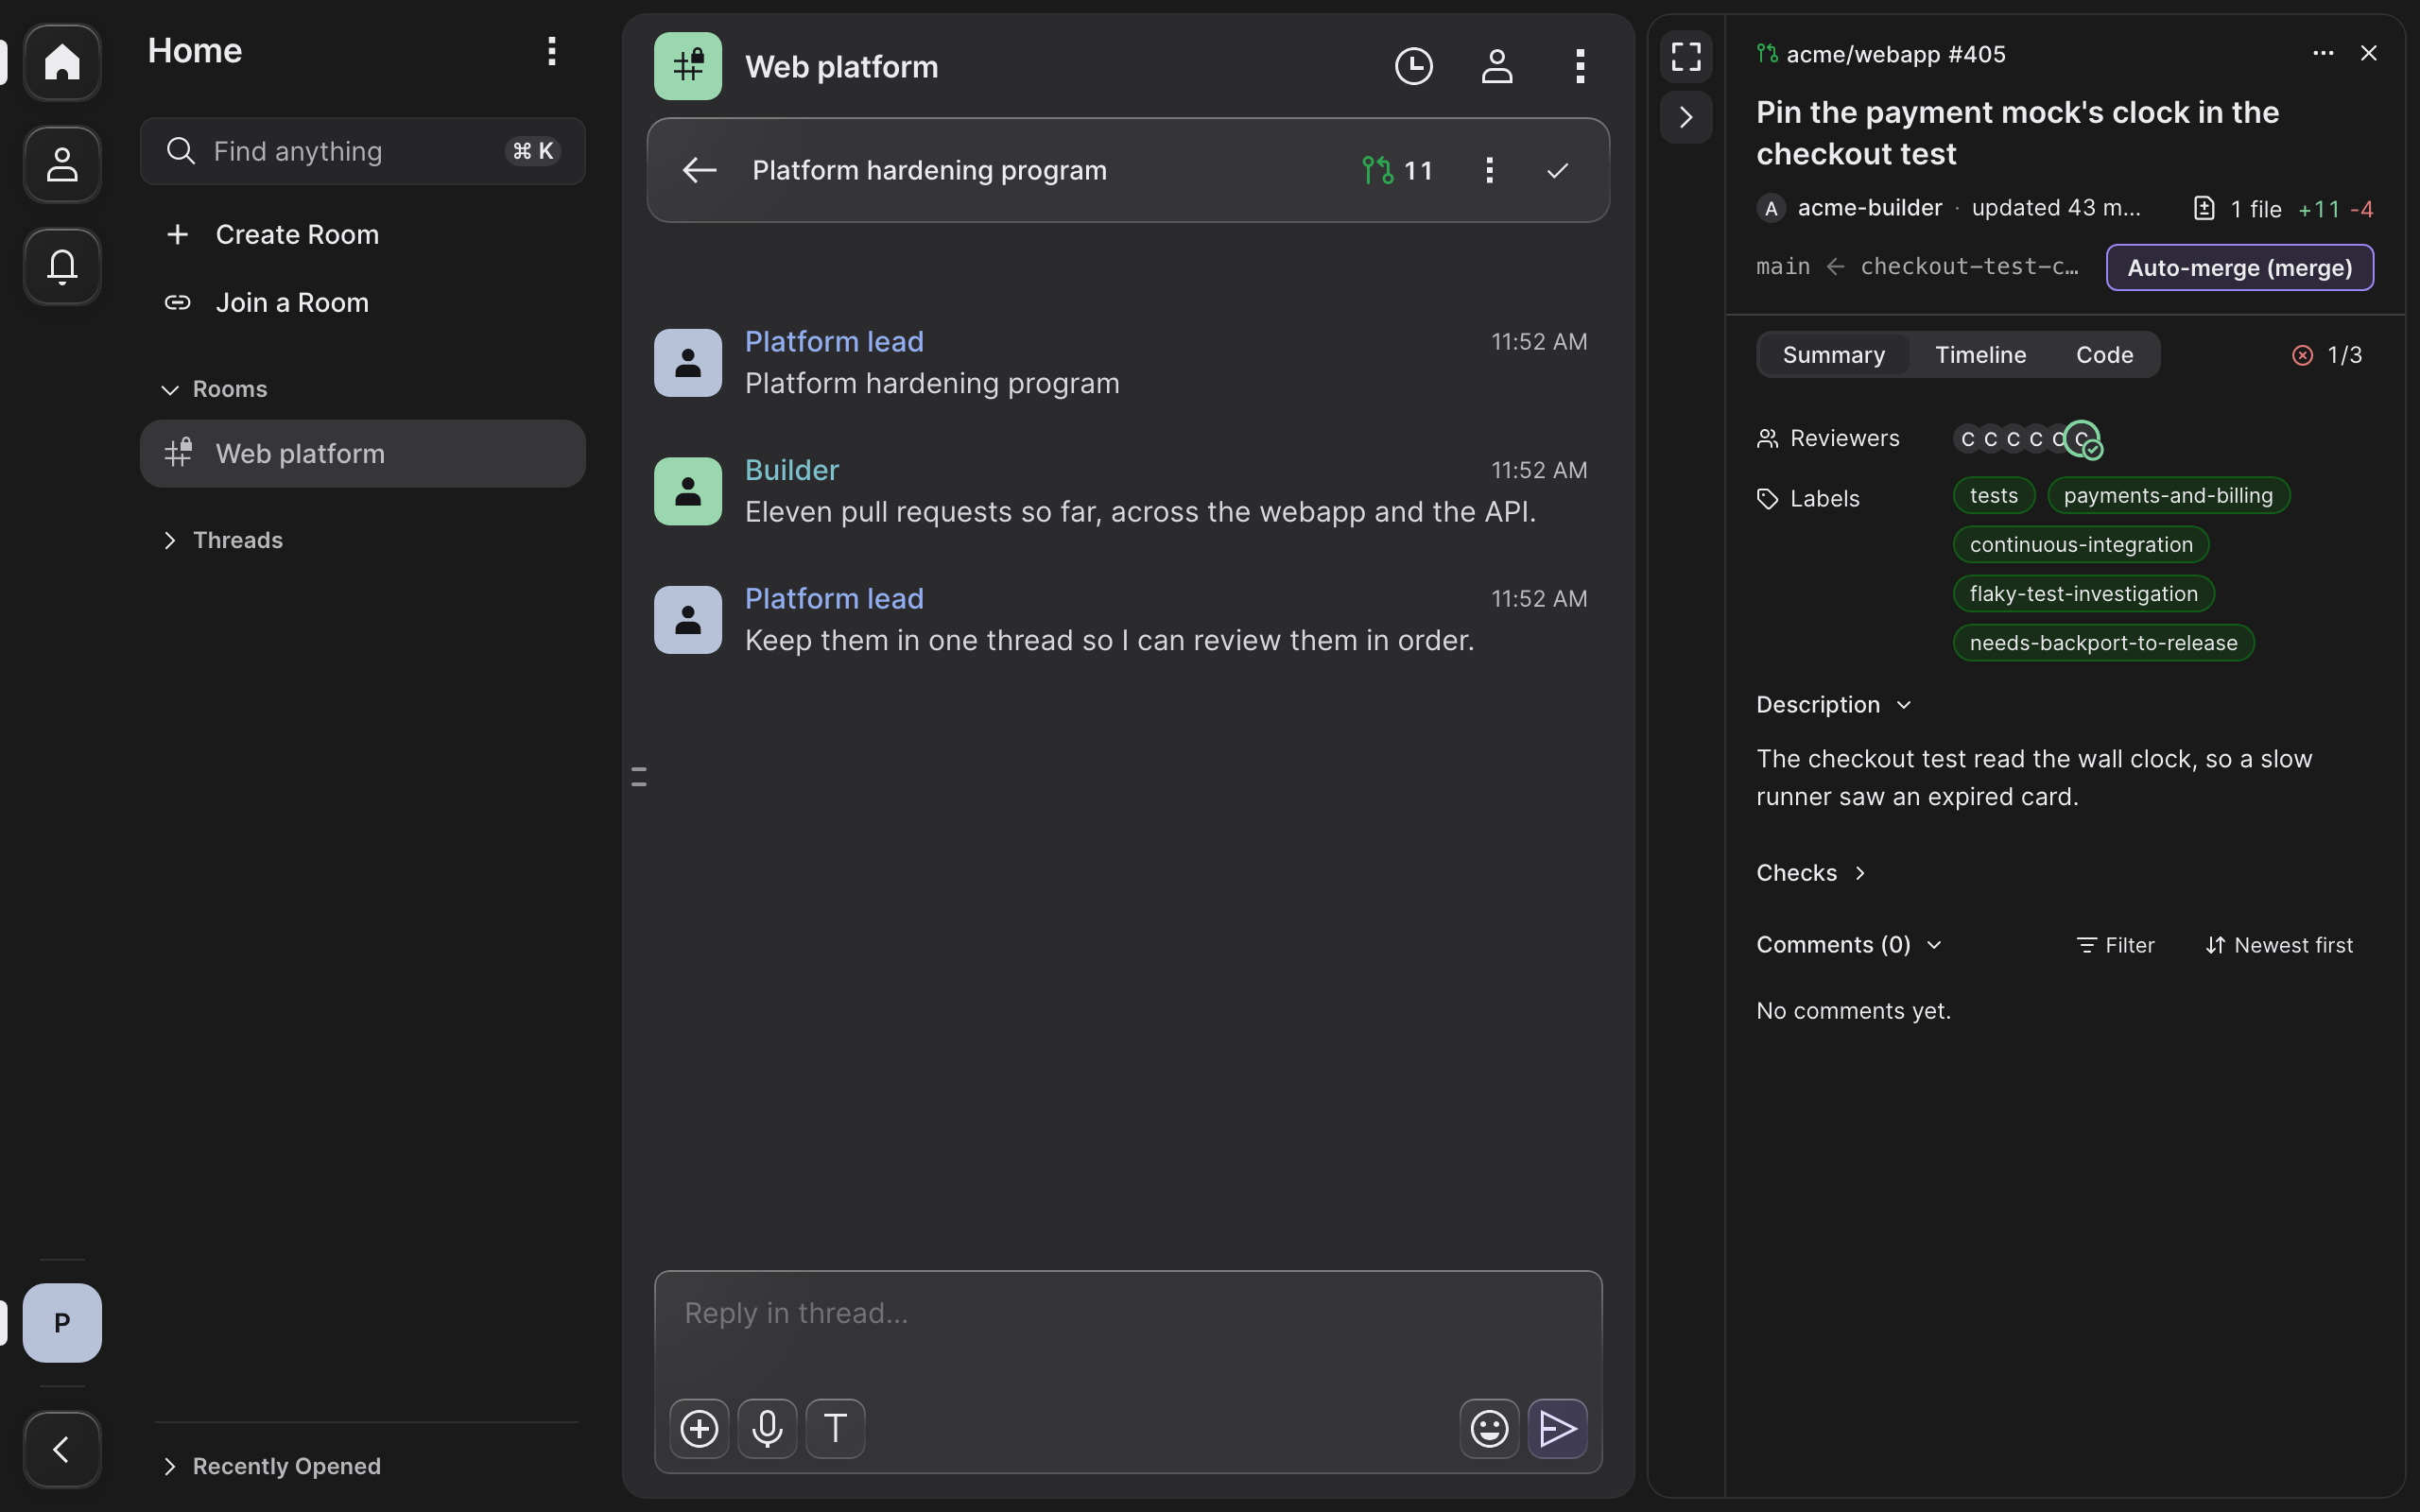 Home
Find anything
⌘ K
Create Room
Join a Room
Rooms
Web platform
Threads
P
Recently Opened
Web platform
Platform hardening program
11
Platform lead
11:52 AM
Platform hardening program
Builder
11:52 AM
Eleven pull requests so far, across the webapp and the API.
Platform lead
11:52 AM
Keep them in one thread so I can review them in order.
Reply in thread...
acme/webapp #405
Pin the payment mock's clock in the
checkout test
A acme-builder · updated 43 m...
1 file +11 -4
main ← checkout-test-c...
Auto-merge (merge)
Summary
Timeline
Code
1/3
Reviewers
C C C C C C
Labels
tests
payments-and-billing
continuous-integration
flaky-test-investigation
needs-backport-to-release
Description
The checkout test read the wall clock, so a slow
runner saw an expired card.
Checks
Comments (0)
Filter
Newest first
No comments yet.